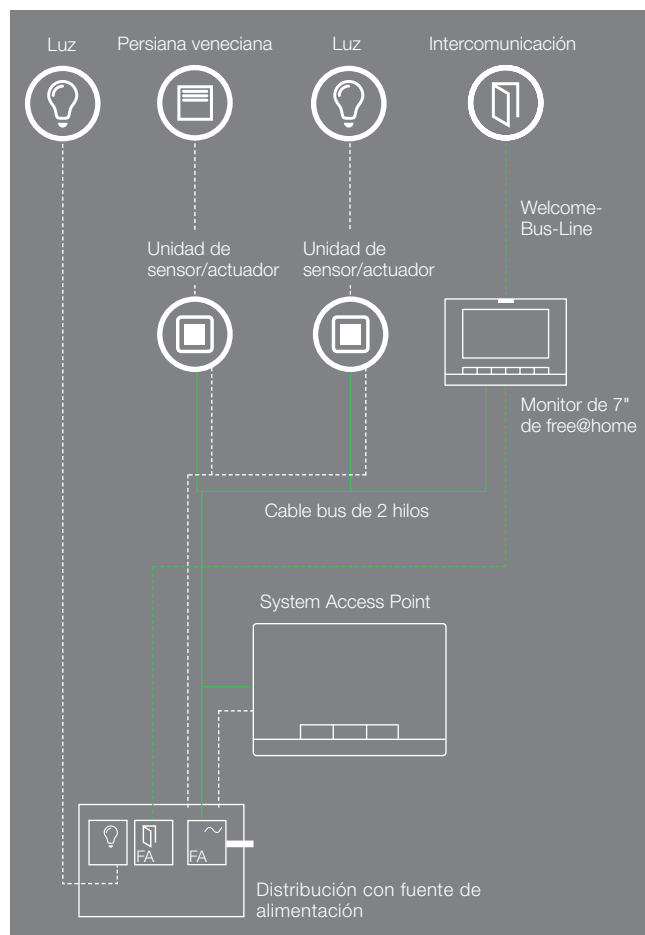 Luz
Persiana veneciana
Luz
Intercomunicación
Welcome-
Bus-Line
Unidad de
sensor/actuador
Unidad de
sensor/actuador
Monitor de 7"
de free@home
Cable bus de 2 hilos
System Access Point
FA
FA
Distribución con fuente de
alimentación